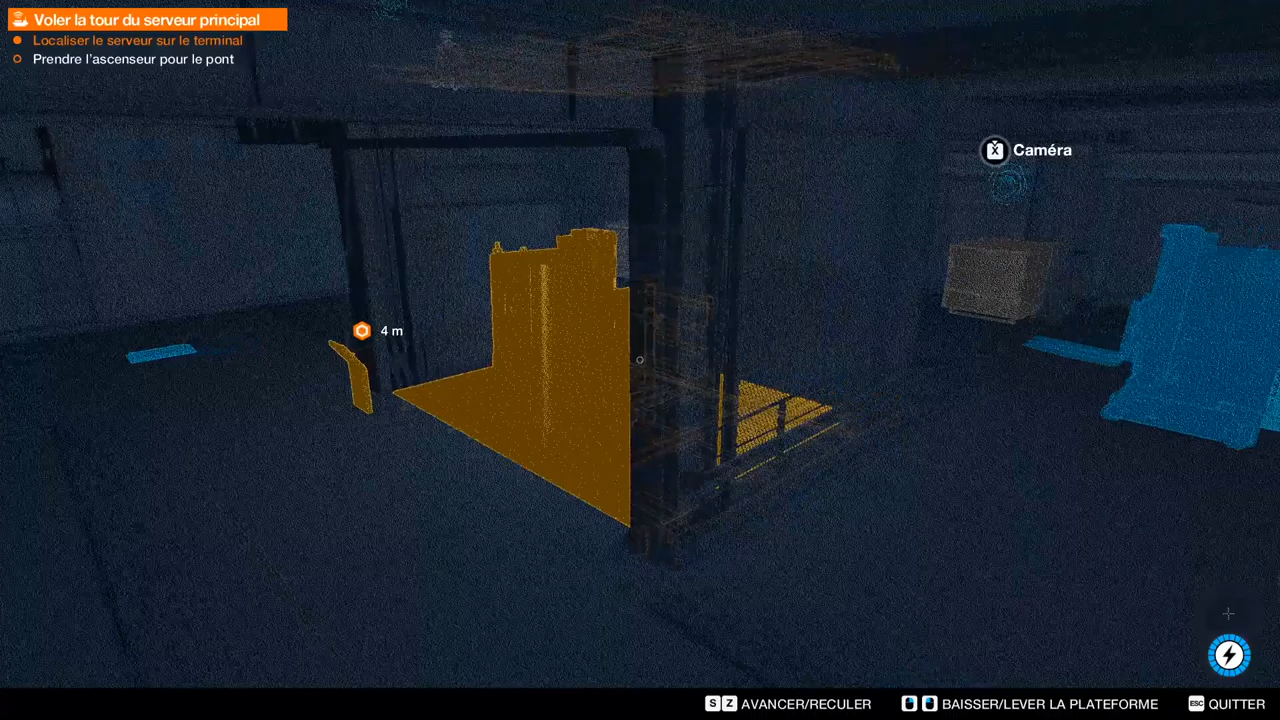 Voler la tour du serveur principal
Localiser le serveur sur le terminal
Prendre l'ascenseur pour le pont
X Caméra
4 m
S Z AVANCER/RECULER
BAISSER/LEVER LA PLATEFORME
ESC QUITTER